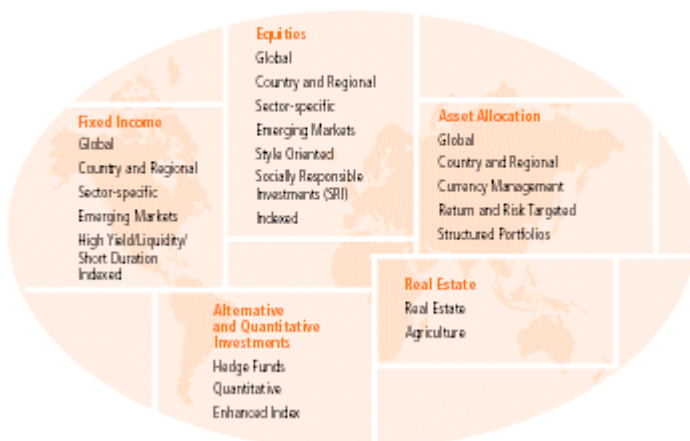 Equities
Global
Country and Regional
Sector-specific
Emerging Markets
Style Oriented
Socially Responsible
Investments (SRI)
Indexed
Fixed Income
Global
Country and Regional
Sector-specific
Emerging Markets
High Yield/Liquidity/
Short Duration
Indexed
Asset Allocation
Global
Country and Regional
Currency Management
Return and Risk Targeted
Structured Portfolios
Alternative
and Quantitative
Investments
Hedge Funds
Quantitative
Enhanced Index
Real Estate
Real Estate
Agriculture